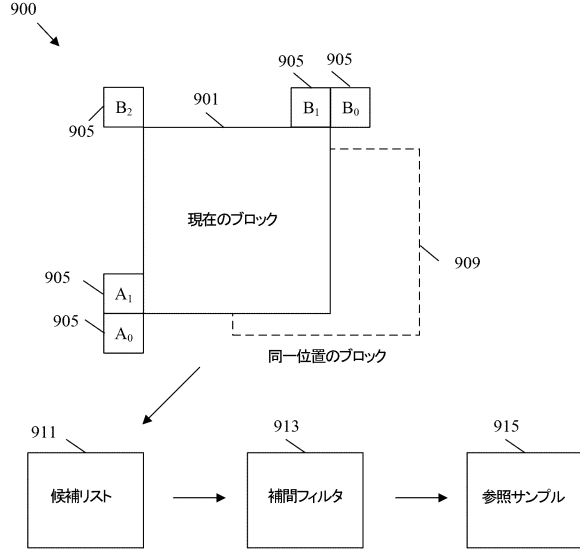 900
905
905
B₂
901
B₁
B₀
905
現在のブロック
905
A₁
909
905
A₀
同一位置のブロック
911
913
915
候補リスト
補間フィルタ
参照サンプル